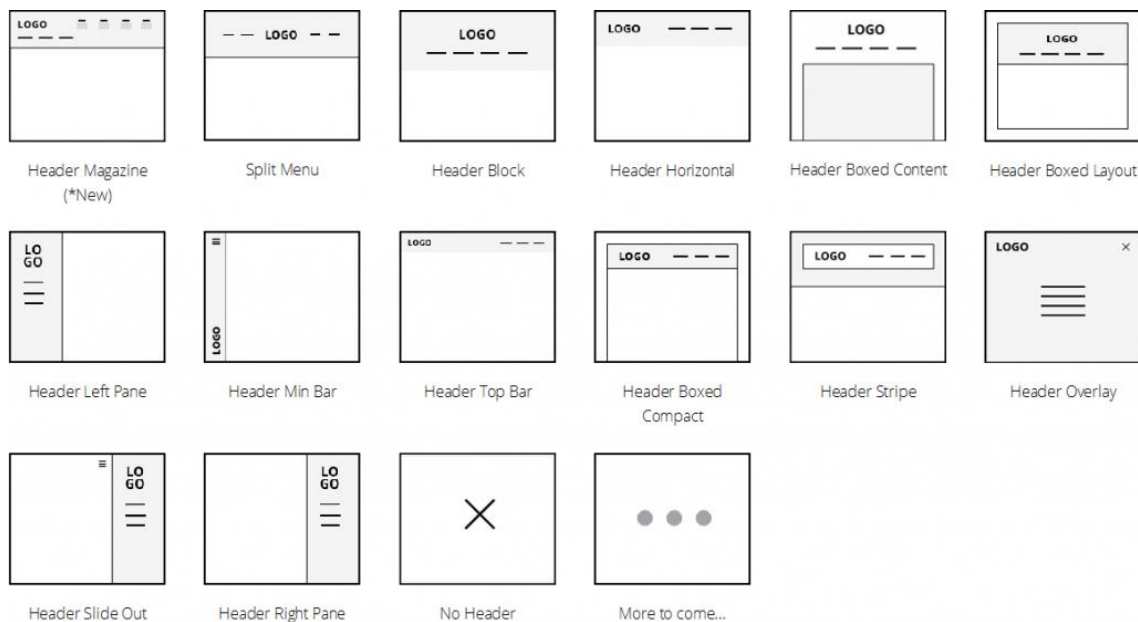 LOGO
LOGO
LOGO
LOGO
LOGO
LOGO
Header Magazine
(*New)
Split Menu
Header Block
Header Horizontal
Header Boxed Content
Header Boxed Layout
LO
GO
LOGO
LOGO
LOGO
LOGO
LOGO
Header Left Pane
Header Min Bar
Header Top Bar
Header Boxed
Compact
Header Stripe
Header Overlay
LO
GO
LO
GO
Header Slide Out
Header Right Pane
No Header
More to come...